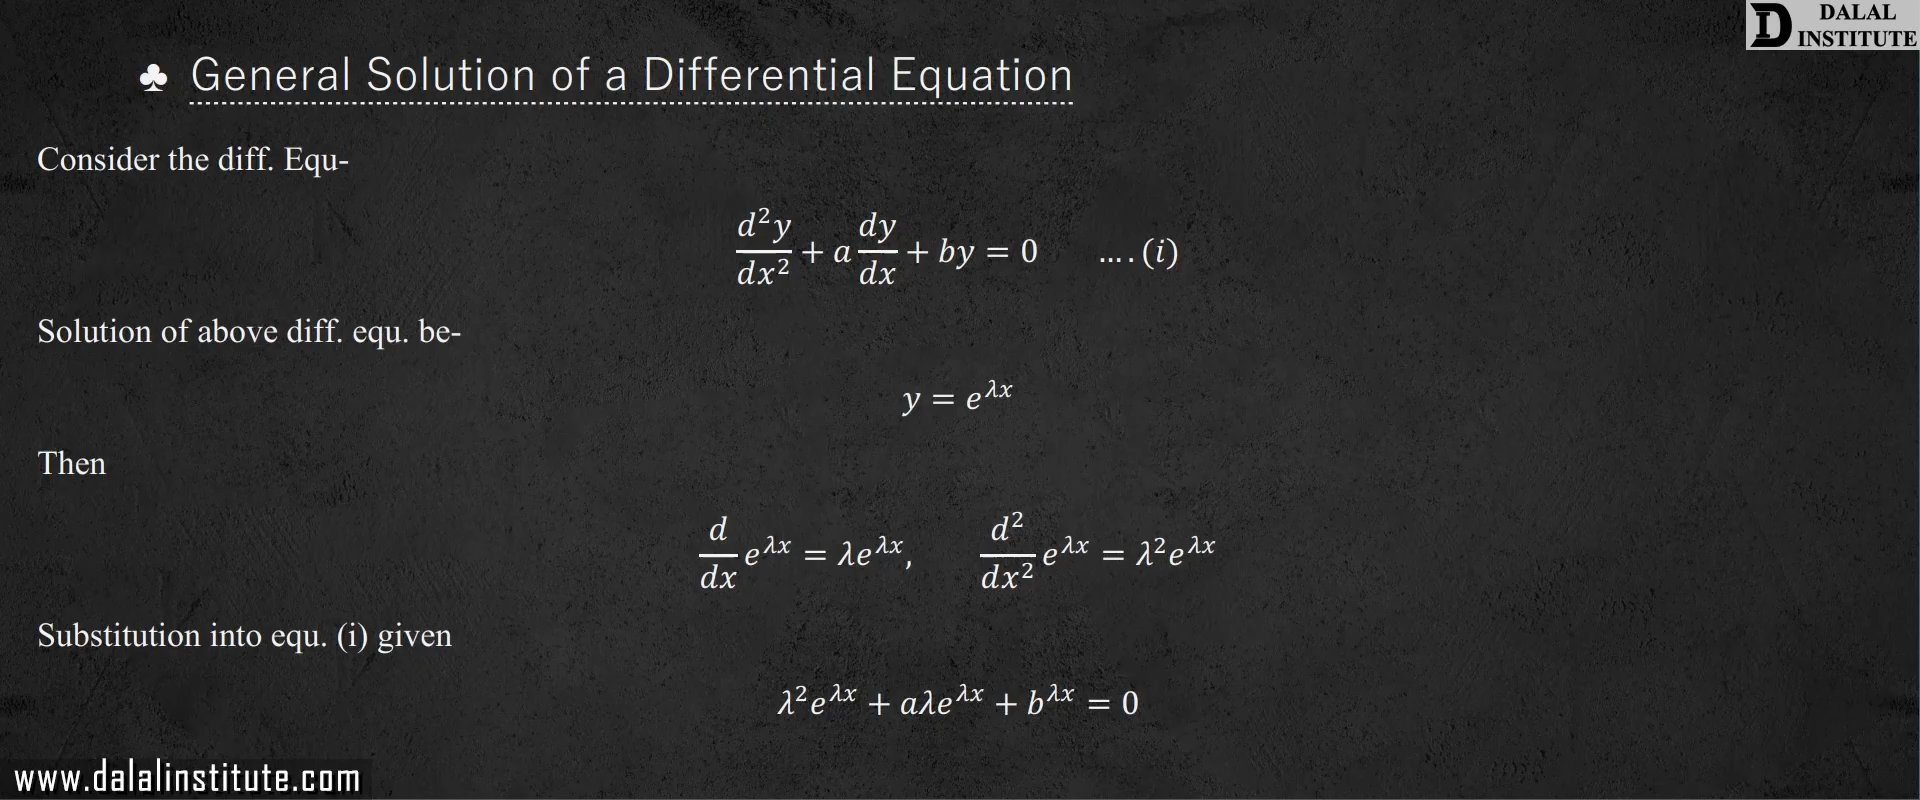 DALAL
INSTITUTE
♣ General Solution of a Differential Equation
Consider the diff. Equ-
d²y/dx² + a dy/dx + by = 0 ….(i)
Solution of above diff. equ. be-
y = e^{λx}
Then
d/dx e^{λx} = λe^{λx}, d²/dx² e^{λx} = λ²e^{λx}
Substitution into equ. (i) given
λ²e^{λx} + aλe^{λx} + b^{λx} = 0
www.dalalinstitute.com